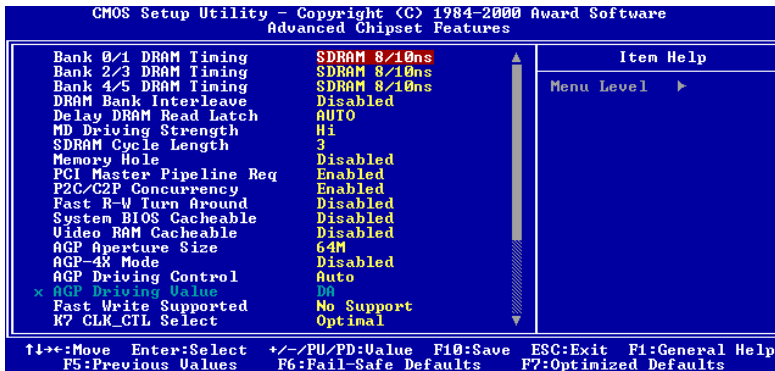 CMOS Setup Utility - Copyright (C) 1984-2000 Award Software
Advanced Chipset Features
Bank 0/1 DRAM Timing SDRAM 8/10ns
Bank 2/3 DRAM Timing SDRAM 8/10ns
Bank 4/5 DRAM Timing SDRAM 8/10ns
DRAM Bank Interleave Disabled
Delay DRAM Read Latch AUTO
MD Driving Strength Hi
SDRAM Cycle Length 3
Memory Hole Disabled
PCI Master Pipeline Req Enabled
P2C/C2P Concurrency Enabled
Fast R-W Turn Around Disabled
System BIOS Cacheable Disabled
Video RAM Cacheable Disabled
AGP Aperture Size 64M
AGP-4X Mode Disabled
AGP Driving Control Auto
x AGP Driving Value DA
Fast Write Supported No Support
K7 CLK_CTL Select Optimal
Item Help
Menu Level ▶
↑↓→←:Move Enter:Select +/-/PU/PD:Value F10:Save ESC:Exit F1:General Help
F5:Previous Values F6:Fail-Safe Defaults F7:Optimized Defaults